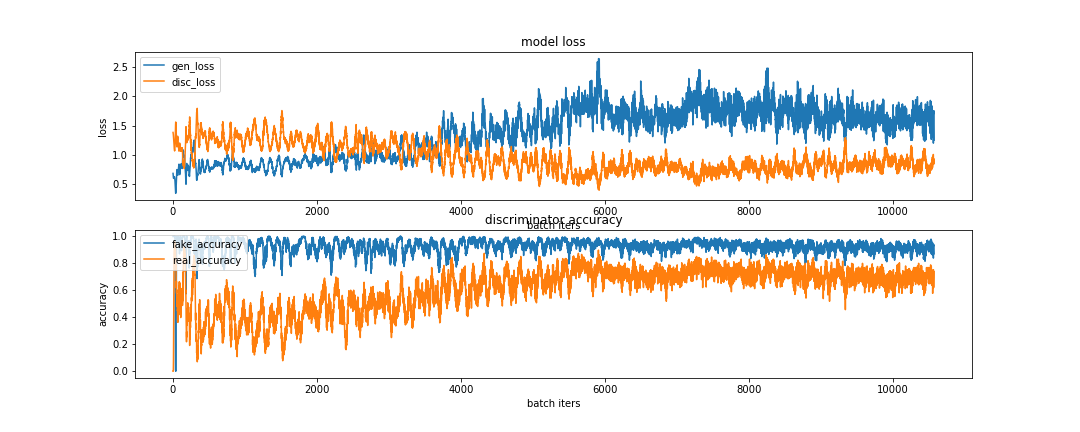 model loss
2.5
2.0
1.5
1.0
0.5
loss
gen_loss
disc_loss
0 2000 4000 6000 8000 10000
batch iters
discriminator accuracy
1.0
0.8
0.6
0.4
0.2
0.0
accuracy
fake_accuracy
real_accuracy
0 2000 4000 6000 8000 10000
batch iters